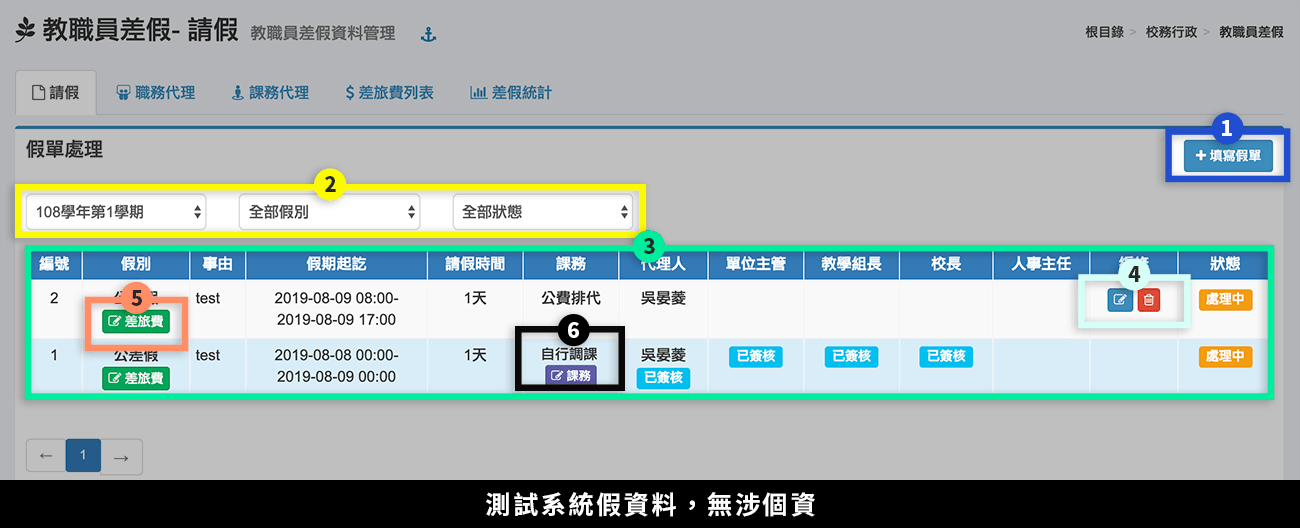 教職員差假- 請假 教職員差假資料管理
根目錄 > 校務行政 > 教職員差假
請假 職務代理 課務代理 $ 差旅費列表 差假統計
1
假單處理
+ 填寫假單
2
108學年第1學期 全部假別 全部狀態
3
編號 假別 事由 假期起訖 請假時間 課務 代理人 單位主管 教學組長 校長 人事主任 狀態
4
2 test 2019-08-09 08:00- 1天 公費排代 吳晏菱 處理中
5
差旅費 2019-08-09 17:00
6
1 公差假 test 2019-08-08 00:00- 1天 自行調課 吳晏菱 已簽核 已簽核 已簽核 處理中
差旅費 2019-08-09 00:00 課務 已簽核
← 1 →
測試系統假資料，無涉個資